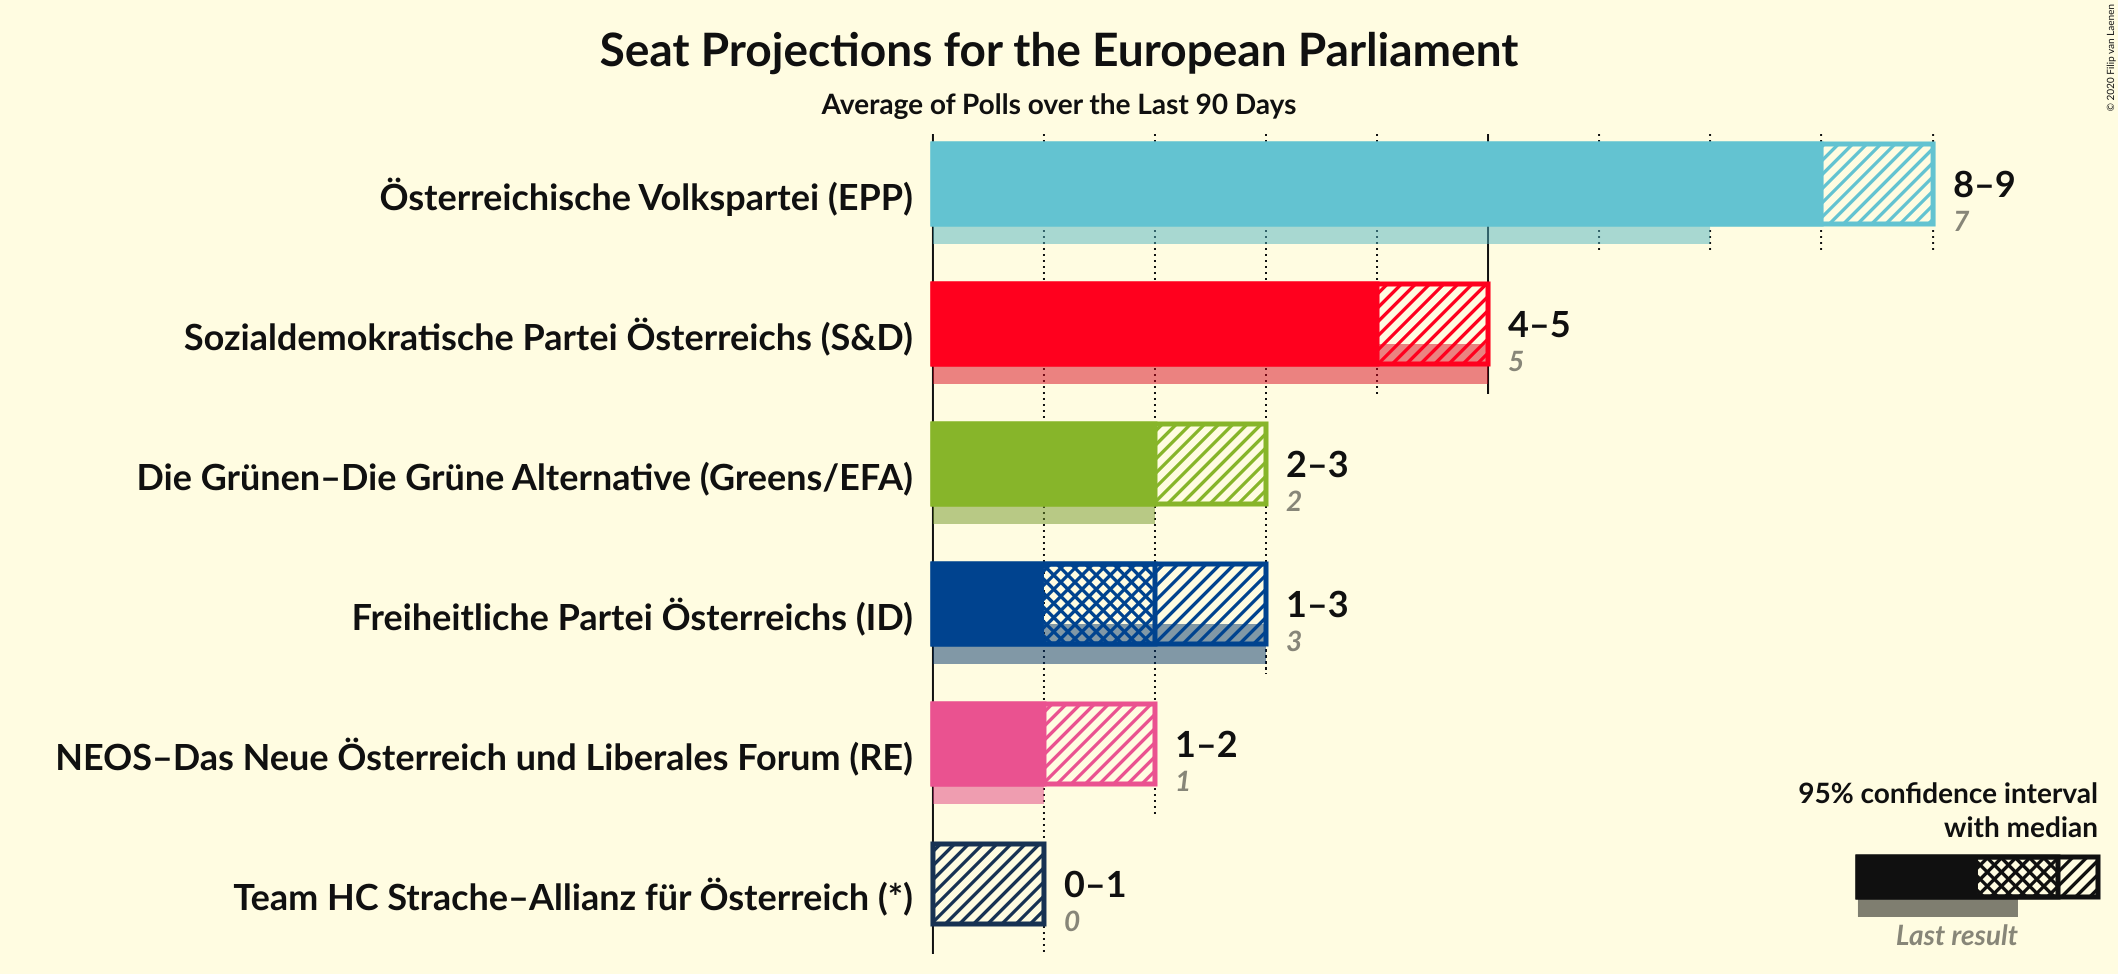 Seat Projections for the European Parliament
Average of Polls over the Last 90 Days
© 2020 Filip van Laenen
Österreichische Volkspartei (EPP)
8–9
7
Sozialdemokratische Partei Österreichs (S&D)
4–5
5
Die Grünen–Die Grüne Alternative (Greens/EFA)
2–3
2
Freiheitliche Partei Österreichs (ID)
1–3
3
NEOS–Das Neue Österreich und Liberales Forum (RE)
1–2
1
Team HC Strache–Allianz für Österreich (*)
0–1
0
95% confidence interval
with median
Last result